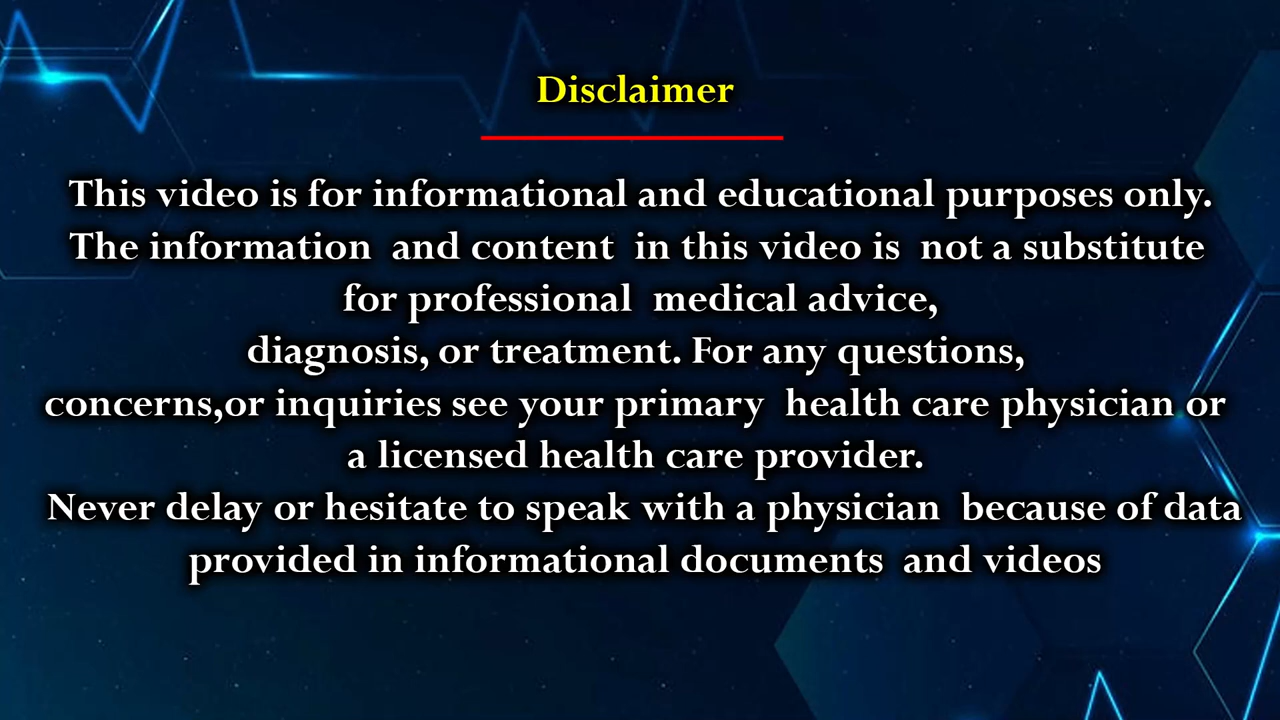 Disclaimer
This video is for informational and educational purposes only.
The information  and content  in this video is  not a substitute
for professional  medical advice,
diagnosis, or treatment. For any questions,
concerns,or inquiries see your primary  health care physician or
a licensed health care provider.
Never delay or hesitate to speak with a physician  because of data
provided in informational documents  and videos